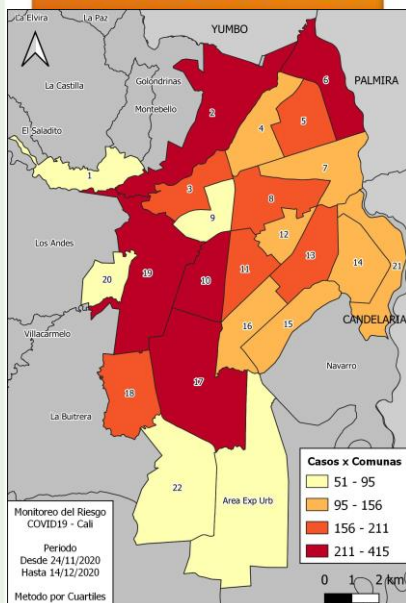 La Elvira
La Paz
YUMBO
PALMIRA
La Castilla
Golondrinas
Montebello
El Saladito
6
2
5
4
1
7
3
8
9
12
Los Andes
13
14
21
19
10
11
20
CANDELARIA
16
15
Villacarmelo
Navarro
17
18
La Buitrera
22
Area Exp Urb
Casos x Comunas
51 - 95
95 - 156
156 - 211
211 - 415
Monitoreo del Riesgo
COVID19 - Cali
Periodo
Desde 24/11/2020
Hasta 14/12/2020
Metodo por Cuartiles
0 1 2 km